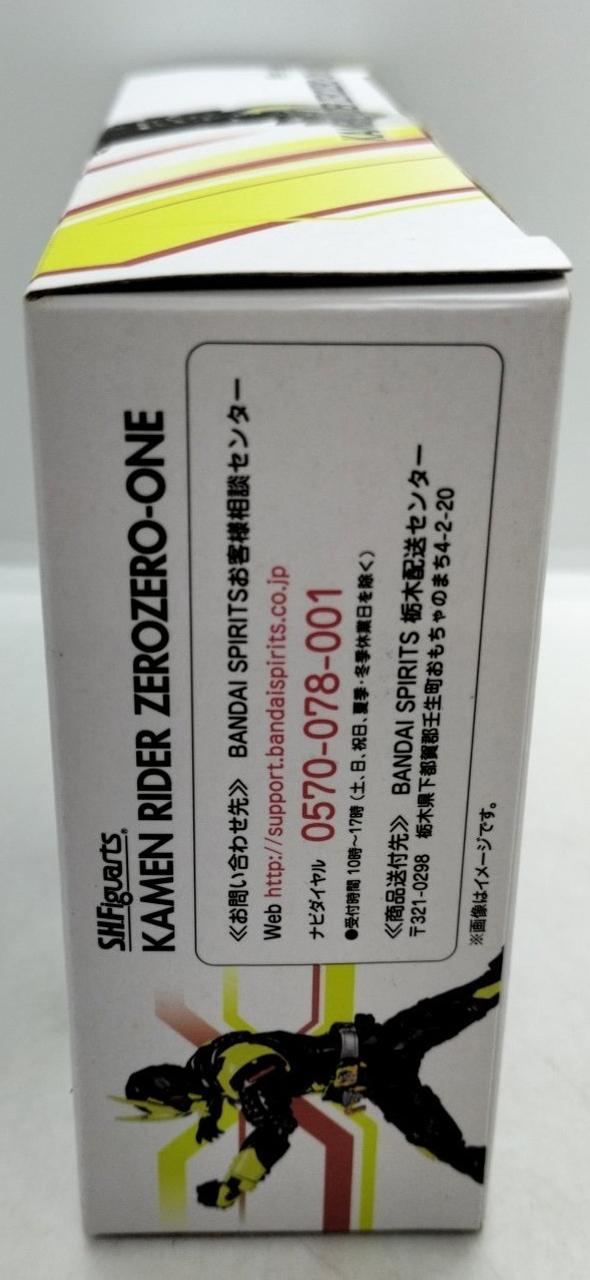 S.H.Figuarts®
KAMEN RIDER ZEROZERO-ONE
≪お問い合わせ先≫ BANDAI SPIRITSお客様相談センター
Web http://support.bandaispirits.co.jp
ナビダイヤル 0570-078-001
●受付時間 10時～17時(土、日、祝日、夏季・冬季休業日を除く)
≪商品送付先≫ BANDAI SPIRITS 栃木配送センター
〒321-0298 栃木県下都賀郡壬生町おもちゃのまち4-2-20
※画像はイメージです。